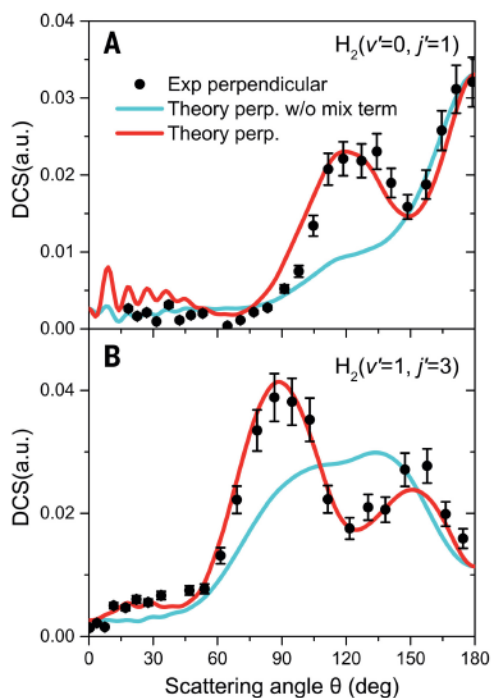 A
H₂(v'=0, j'=1)
Exp perpendicular
Theory perp. w/o mix term
Theory perp.
DCS(a.u.)
0.04
0.03
0.02
0.01
0.00
B
H₂(v'=1, j'=3)
DCS(a.u.)
0.04
0.02
0.00
0 30 60 90 120 150 180
Scattering angle θ (deg)